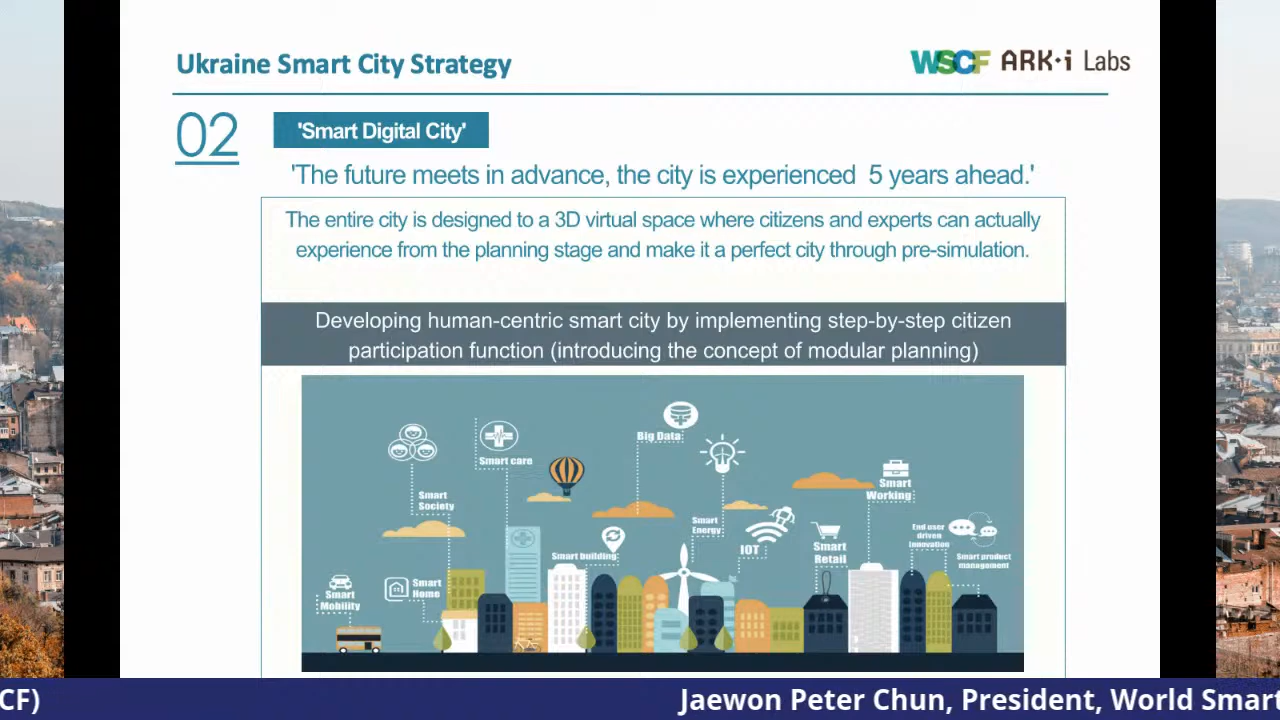 Ukraine Smart City Strategy
WSCF ARK·i Labs
02
'Smart Digital City'
'The future meets in advance, the city is experienced 5 years ahead.'
The entire city is designed to a 3D virtual space where citizens and experts can actually
experience from the planning stage and make it a perfect city through pre-simulation.
Developing human-centric smart city by implementing step-by-step citizen
participation function (introducing the concept of modular planning)
Big Data
Smart care
Smart
Working
Smart
Society
Smart
Energy
End user
driven
innovation
IOT
Smart
Retail
Smart building
Smart product
management
Smart
Mobility
Smart
Home
CF)
Jaewon Peter Chun, President, World Smart